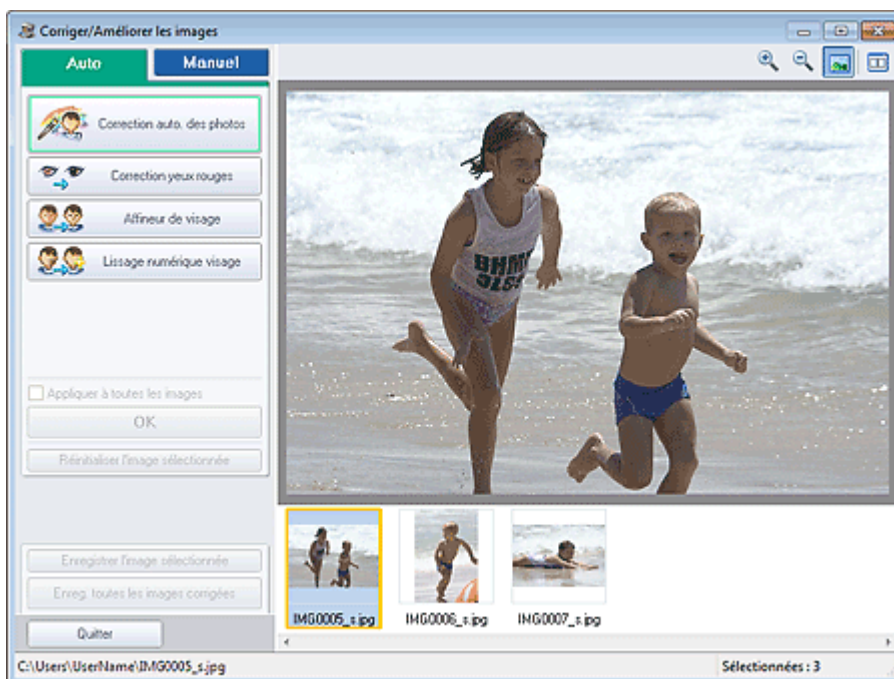 Corriger/Améliorer les images
Auto
Manuel
Correction auto. des photos
Correction yeux rouges
Affineur de visage
Lissage numérique visage
Appliquer à toutes les images
OK
Réinitialiser l'image sélectionnée
Enregistrer l'image sélectionnée
Enreg. toutes les images corrigées
Quitter
BHMH
IMG0005_s.jpg
IMG0006_s.jpg
IMG0007_s.jpg
C:\Users\UserName\IMG0005_s.jpg
Sélectionnées : 3